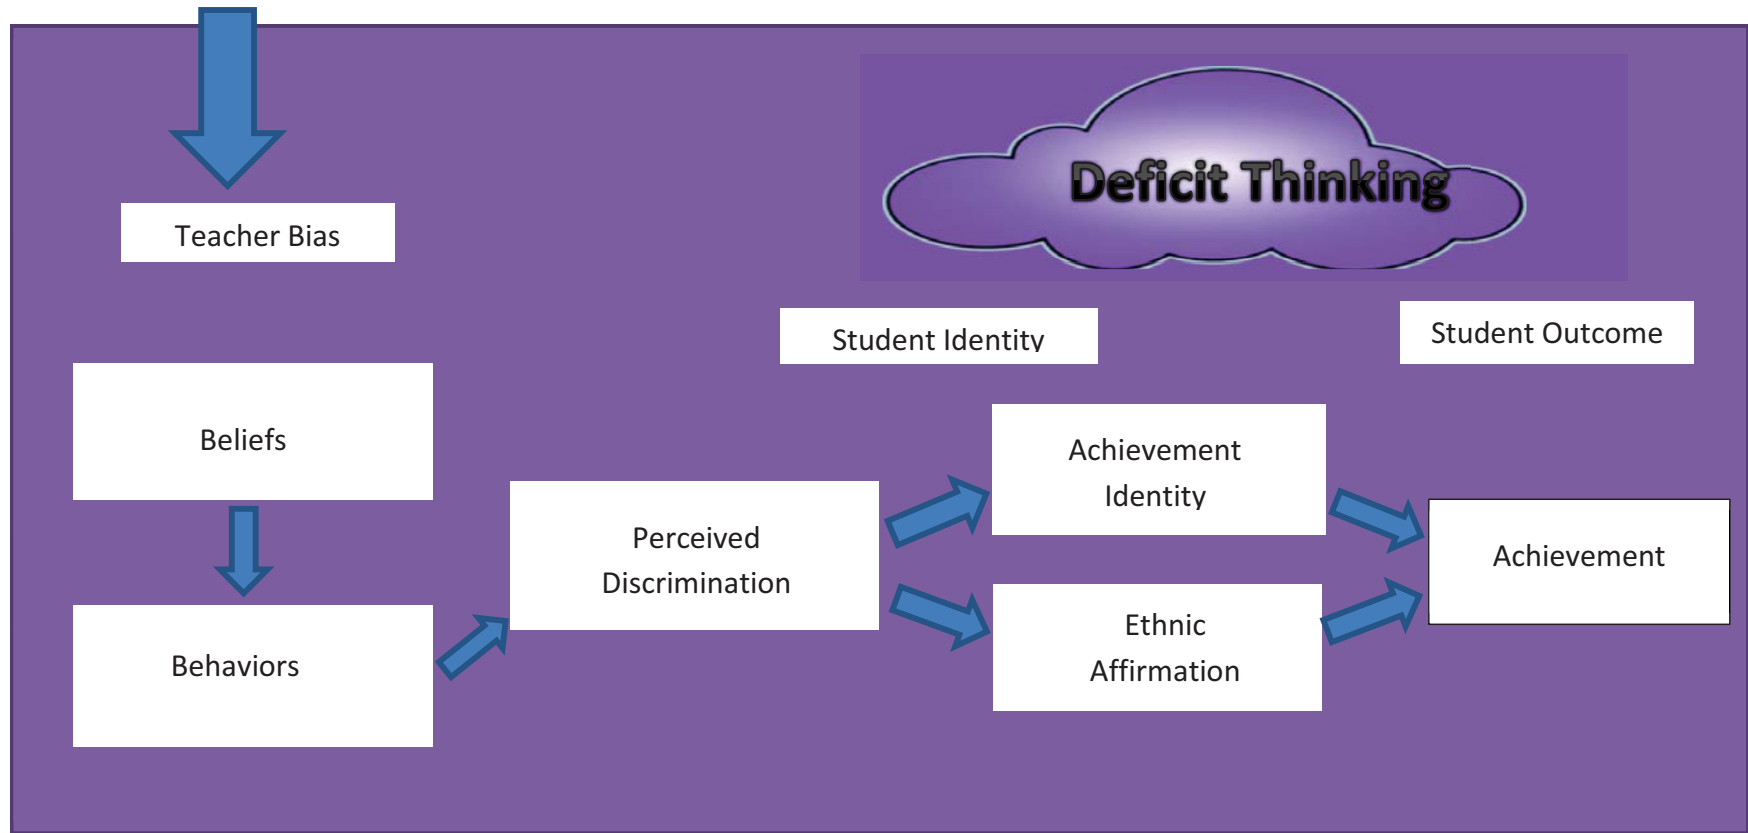 Deficit Thinking
Teacher Bias
Student Identity
Student Outcome
Beliefs
Achievement
Identity
Perceived
Discrimination
Achievement
Behaviors
Ethnic
Affirmation